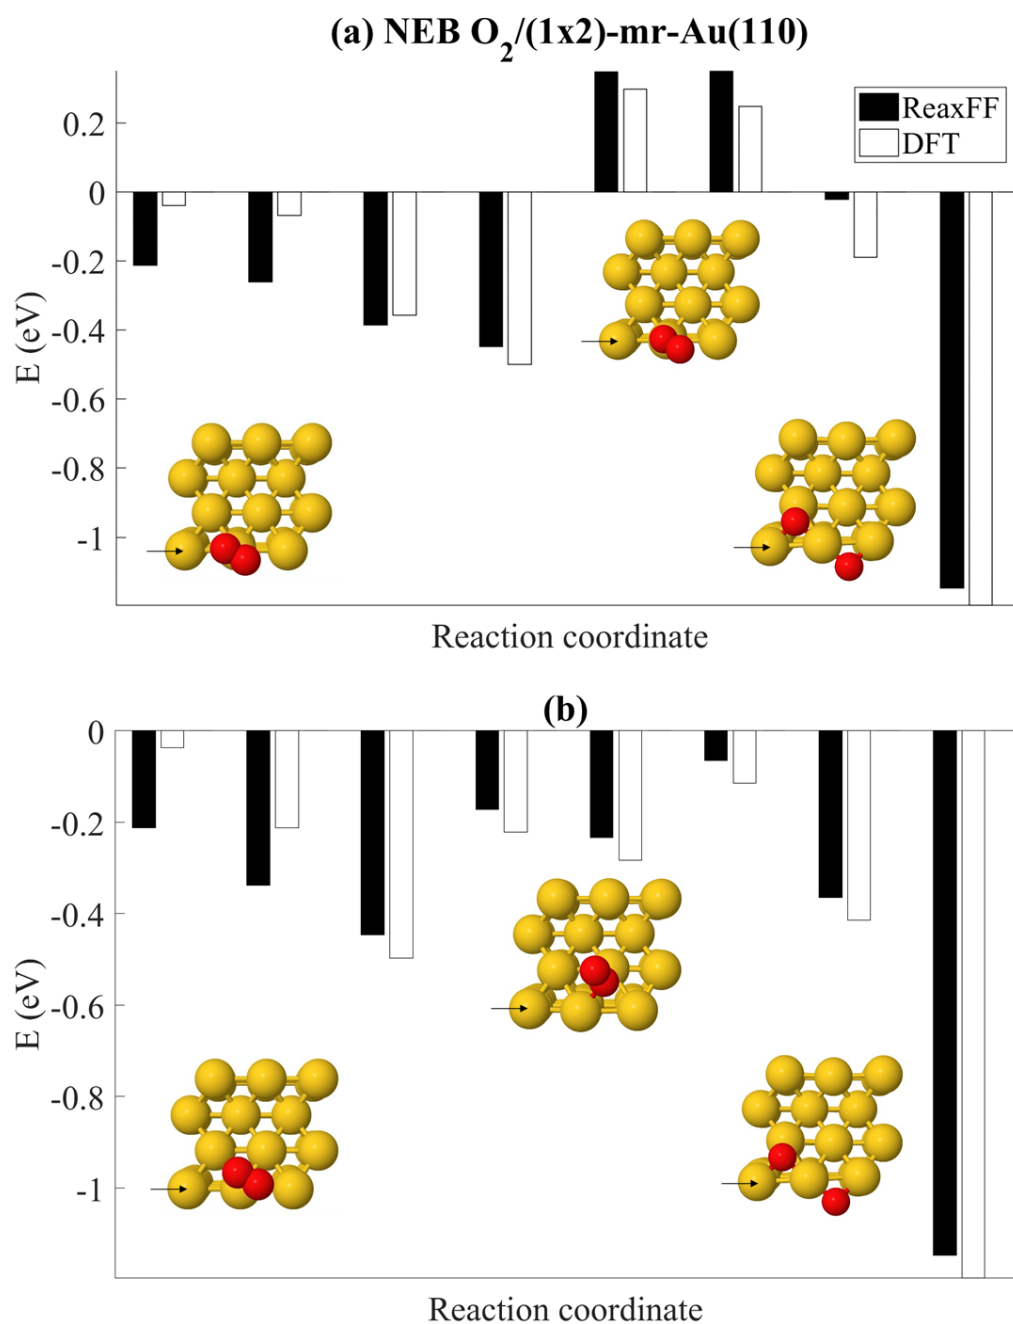 (a) NEB O2/(1x2)-mr-Au(110)
ReaxFF
DFT
0.2
0
-0.2
-0.4
-0.6
-0.8
-1
E (eV)
Reaction coordinate
(b)
0
-0.2
-0.4
-0.6
-0.8
-1
E (eV)
Reaction coordinate